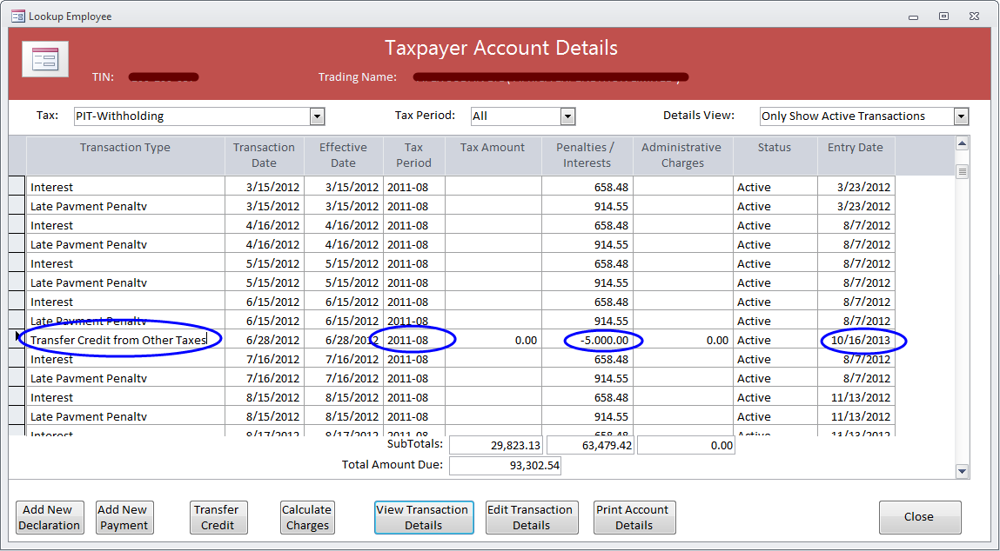 Lookup Employee
Taxpayer Account Details
TIN: Trading Name:
Tax: PIT-Withholding Tax Period: All Details View: Only Show Active Transactions
Transaction Type Transaction Date Effective Date Tax Period Tax Amount Penalties / Interests Administrative Charges Status Entry Date
Interest 3/15/2012 3/15/2012 2011-08 658.48 Active 3/23/2012
Late Payment Penalty 3/15/2012 3/15/2012 2011-08 914.55 Active 3/23/2012
Interest 4/16/2012 4/16/2012 2011-08 658.48 Active 8/7/2012
Late Payment Penalty 4/16/2012 4/16/2012 2011-08 914.55 Active 8/7/2012
Interest 5/15/2012 5/15/2012 2011-08 658.48 Active 8/7/2012
Late Payment Penalty 5/15/2012 5/15/2012 2011-08 914.55 Active 8/7/2012
Interest 6/15/2012 6/15/2012 2011-08 658.48 Active 8/7/2012
Late Payment Penalty 6/15/2012 6/15/2012 2011-08 914.55 Active 8/7/2012
Transfer Credit from Other Taxes 6/28/2012 6/28/2012 2011-08 0.00 -5.000.00 0.00 Active 10/16/2013
Interest 7/16/2012 7/16/2012 2011-08 658.48 Active 8/7/2012
Late Payment Penalty 7/16/2012 7/16/2012 2011-08 914.55 Active 8/7/2012
Interest 8/15/2012 8/15/2012 2011-08 658.48 Active 11/13/2012
Late Payment Penalty 8/15/2012 8/15/2012 2011-08 914.55 Active 11/13/2012
Interest 8/17/2012 8/17/2012 2011-08 658.48 Active 11/13/2012
SubTotals: 29,823.13 63,479.42 0.00
Total Amount Due: 93,302.54
Add New Declaration
Add New Payment
Transfer Credit
Calculate Charges
View Transaction Details
Edit Transaction Details
Print Account Details
Close